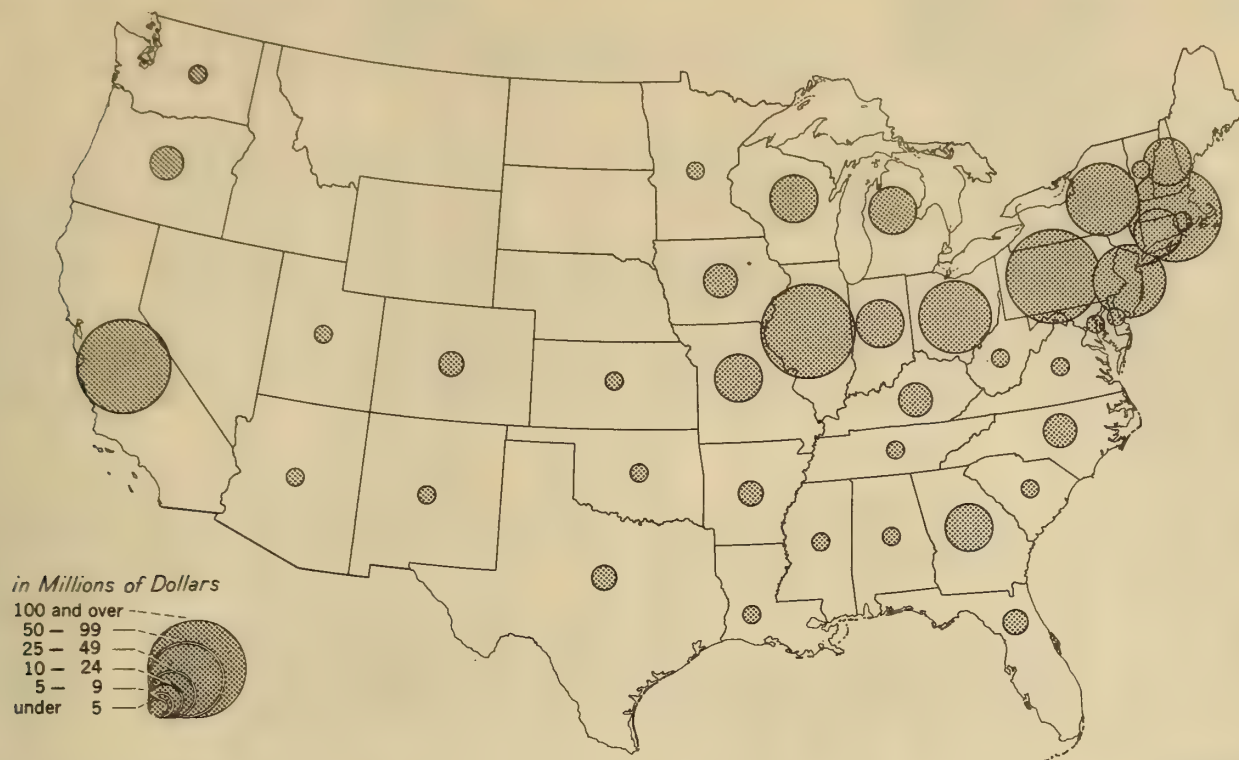 in Millions of Dollars
100 and over
50 – 99
25 – 49
10 – 24
5 – 9
under 5